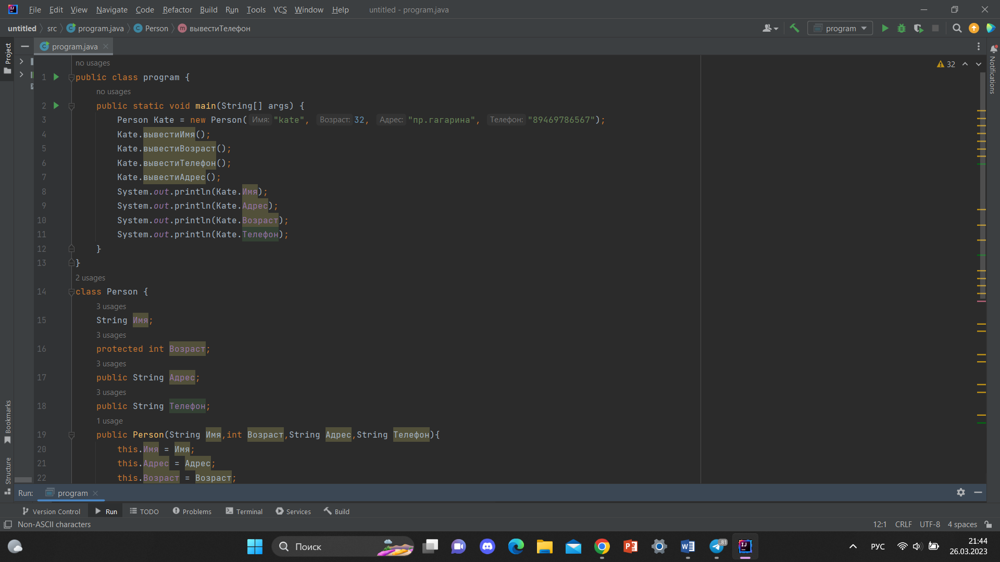 File Edit View Navigate Code Refactor Build Run Tools VCS Window Help untitled - program.java
untitled src program.java Person вывестиТелефон program
Project
program.java
Notifications
32
no usages
1 public class program {
no usages
2 public static void main(String[] args) {
3 Person Kate = new Person( Имя: "kate", Возраст: 32, Адрес: "пр.гагарина", Телефон: "89469786567");
4 Kate.вывестиИмя();
5 Kate.вывестиВозраст();
6 Kate.вывестиТелефон();
7 Kate.вывестиАдрес();
8 System.out.println(Kate.Имя);
9 System.out.println(Kate.Адрес);
10 System.out.println(Kate.Возраст);
11 System.out.println(Kate.Телефон);
12 }
13 }
2 usages
14 class Person {
3 usages
15 String Имя;
3 usages
16 protected int Возраст;
3 usages
17 public String Адрес;
3 usages
18 public String Телефон;
1 usage
19 public Person(String Имя,int Возраст,String Адрес,String Телефон){
20 this.Имя = Имя;
21 this.Адрес = Адрес;
22 this.Возраст = Возраст;
Bookmarks
Structure
Run: program
Version Control Run TODO Problems Terminal Services Build
Non-ASCII characters 12:1 CRLF UTF-8 4 spaces
Поиск 81 РУС 21:44
26.03.2023